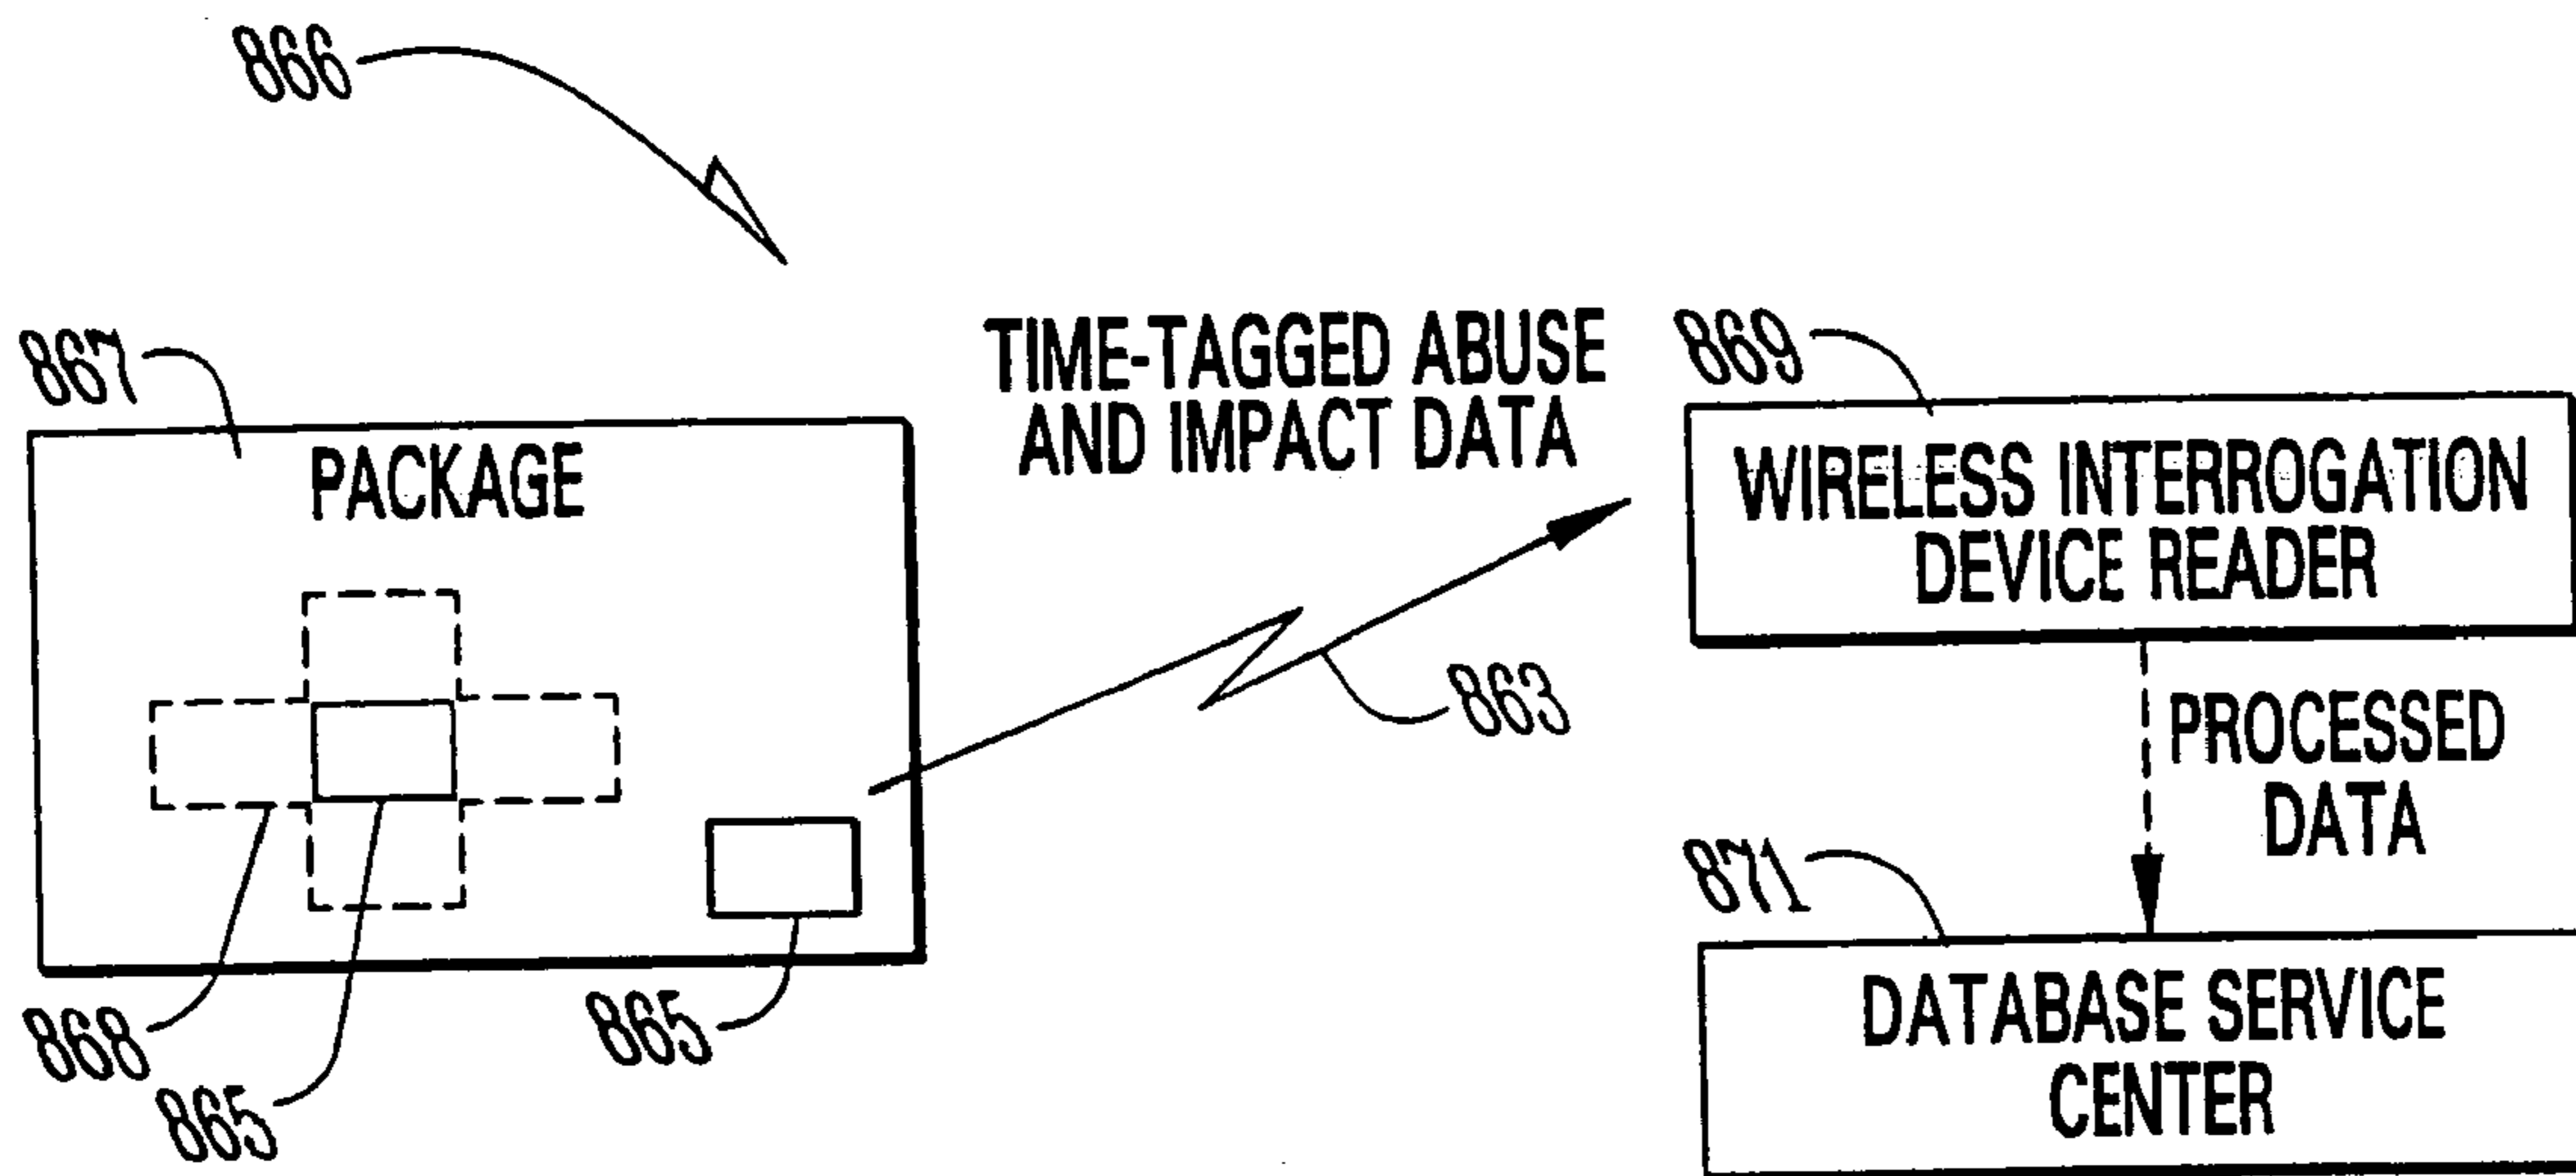 866
867
PACKAGE
TIME-TAGGED ABUSE
AND IMPACT DATA
869
WIRELESS INTERROGATION
DEVICE READER
863
PROCESSED
DATA
868
865
865
871
DATABASE SERVICE
CENTER